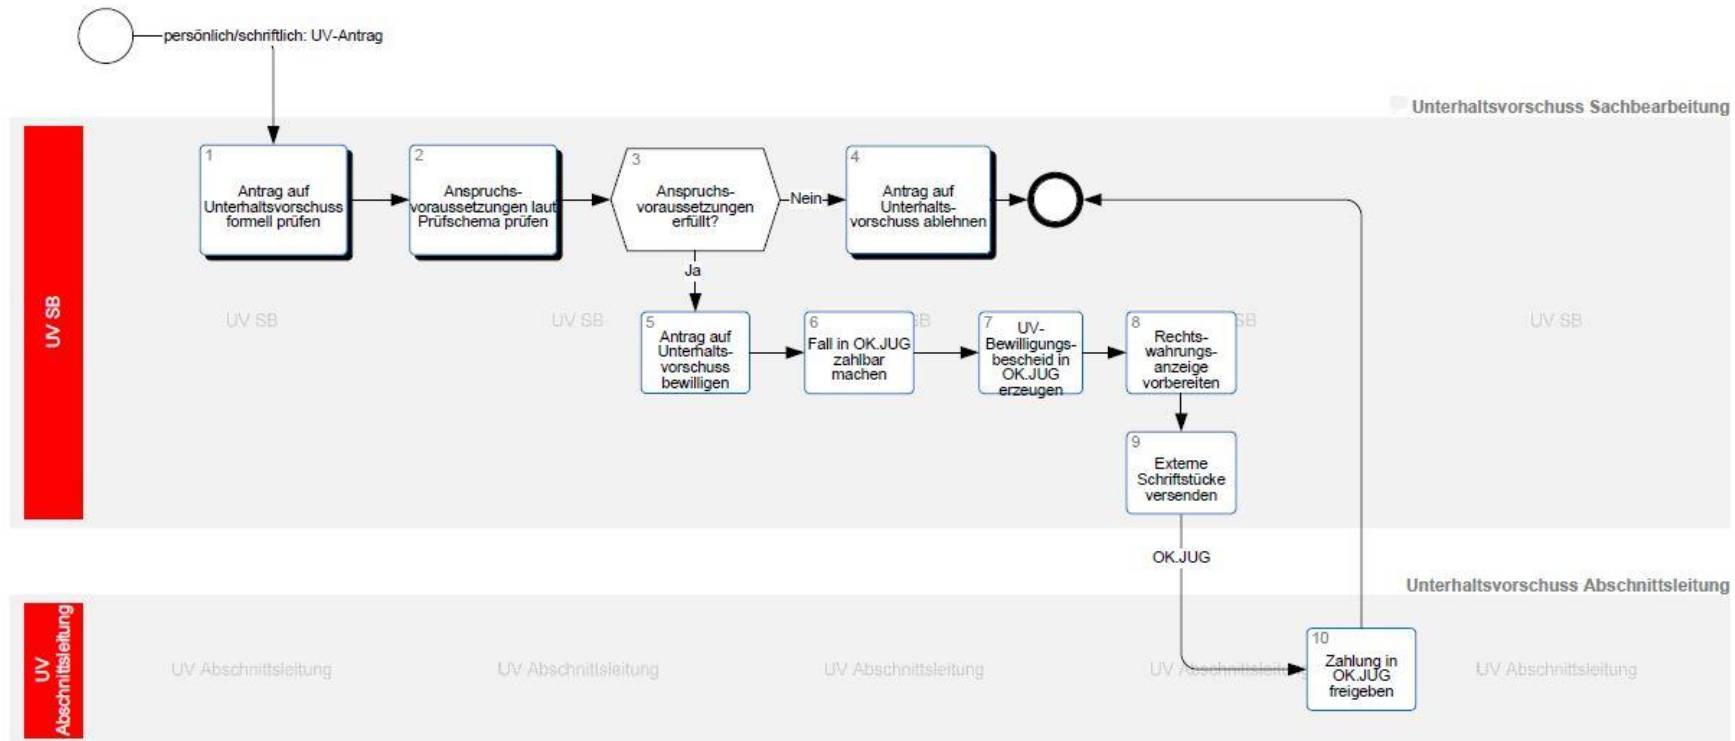 persönlich/schriftlich: UV-Antrag
Unterhaltsvorschuss Sachbearbeitung
UV SB
1
Antrag auf
Unterhaltsvorschuss
formell prüfen
2
Anspruchs-
voraussetzungen laut
Prüfschema prüfen
3
Anspruchs-
voraussetzungen
erfüllt?
Nein
4
Antrag auf
Unterhalts-
vorschuss ablehnen
Ja
UV SB
UV SB
SB
SB
UV SB
5
Antrag auf
Unterhalts-
vorschuss
bewilligen
6
Fall in OK.JUG
zahlbar
machen
7
UV-
Bewilligungs-
bescheid in
OK.JUG
erzeugen
8
Rechts-
wahrungs-
anzeige
vorbereiten
9
Externe
Schriftstücke
versenden
OK.JUG
Unterhaltsvorschuss Abschnittsleitung
UV
Abschnittsleitung
UV Abschnittsleitung
UV Abschnittsleitung
UV Abschnittsleitung
UV Abschnittsleitung
10
Zahlung in
OK.JUG
freigeben
UV Abschnittsleitung